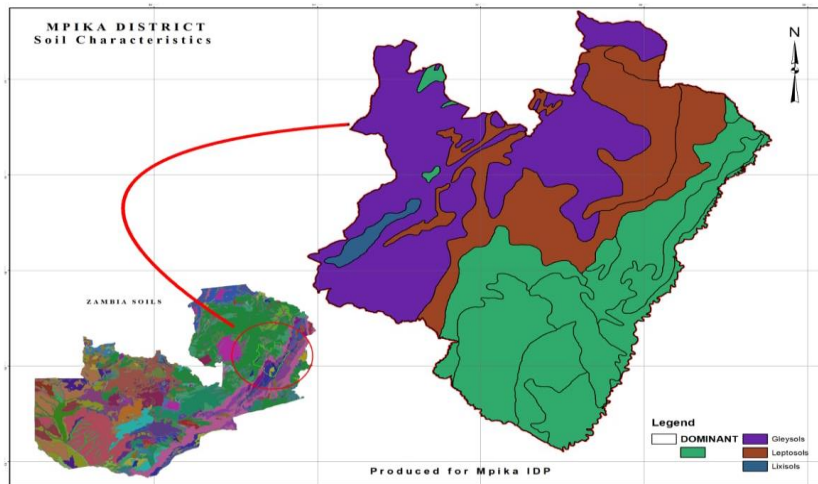 MPIKA DISTRICT
Soil Characteristics
N
ZAMBIA SOILS
Legend
DOMINANT
Gleysols
Leptosols
Lixisols
Produced for Mpika IDP